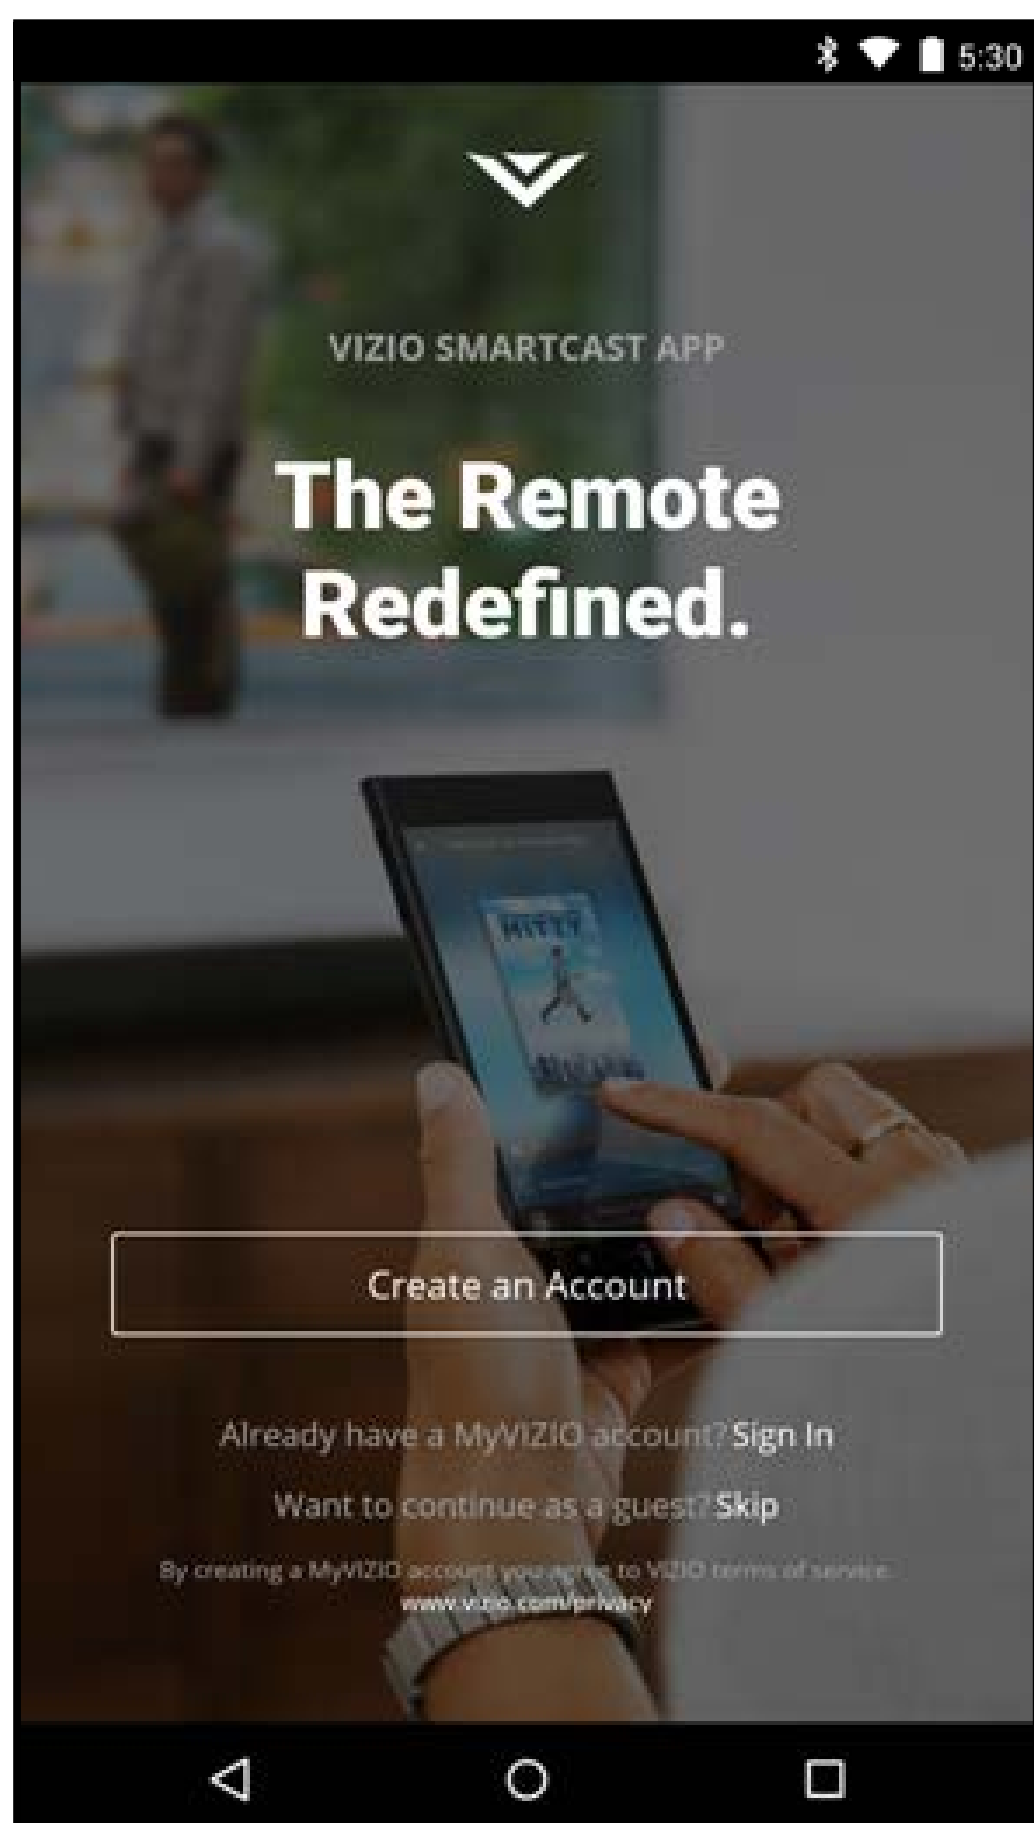 5:30
VIZIO SMARTCAST APP
The Remote
Redefined.
Create an Account
Already have a MyVIZIO account? Sign In
Want to continue as a guest? Skip
By creating a MyVIZIO account you agree to VIZIO terms of service.
www.vizio.com/privacy